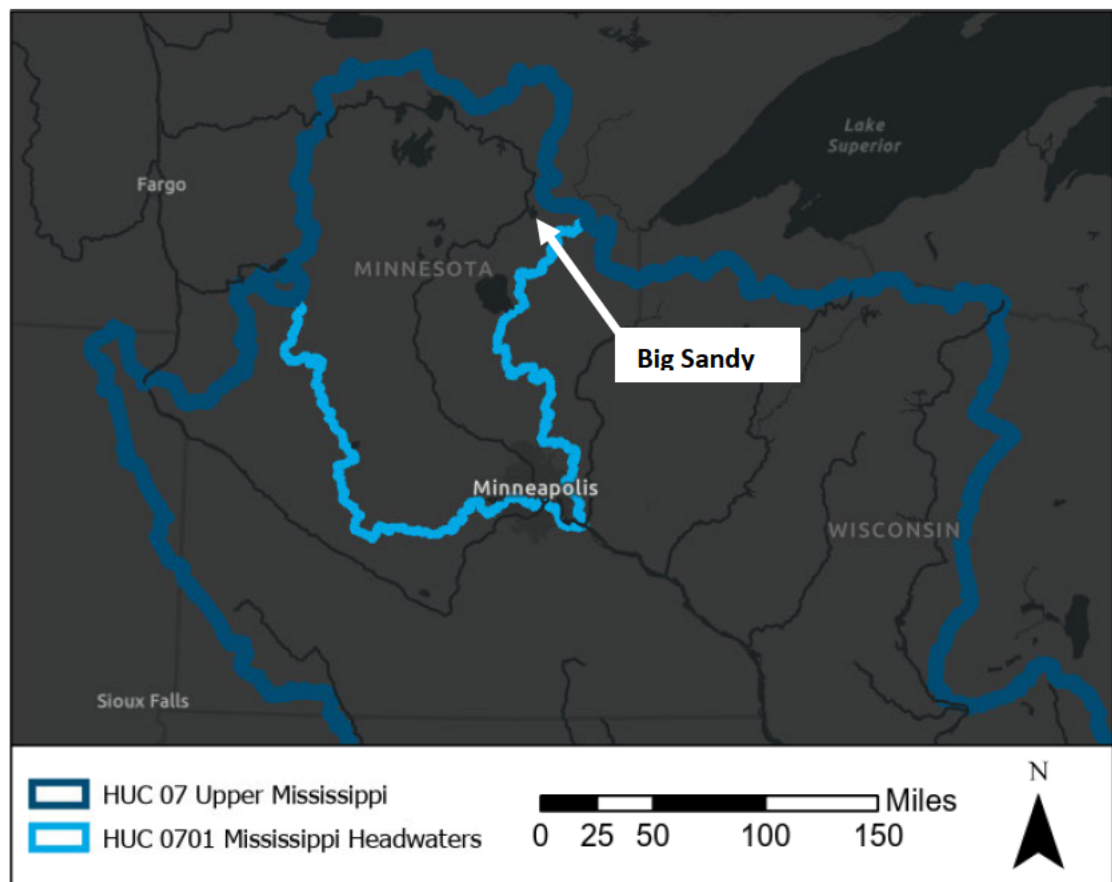 Lake
Superior
Fargo
MINNESOTA
Big Sandy
Minneapolis
WISCONSIN
Sioux Falls
HUC 07 Upper Mississippi
HUC 0701 Mississippi Headwaters
Miles
0 25 50 100 150
N